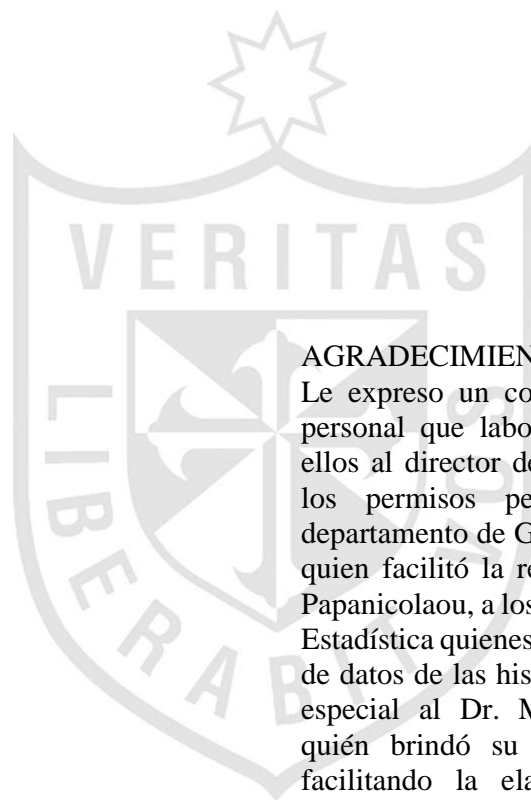 VERITAS
LIBERABIT
VOS
AGRADECIMIEN
Le expreso un co
personal que labo
ellos al director de
los permisos pe
departamento de G
quien facilitó la re
Papanicolaou, a los
Estadística quienes
de datos de las his
especial al Dr. M
quién brindó su
facilitando la ela